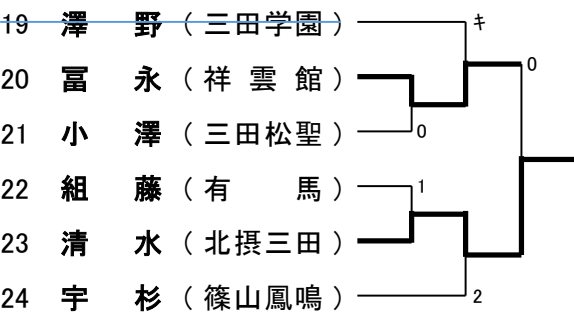 19 澤 野 (三田学園) キ
20 冨 永 (祥 雲 館) 0
21 小 澤 (三田松聖) 0
22 組 藤 (有 馬) 1
23 清 水 (北摂三田)
24 宇 杉 (篠山鳳鳴) 2